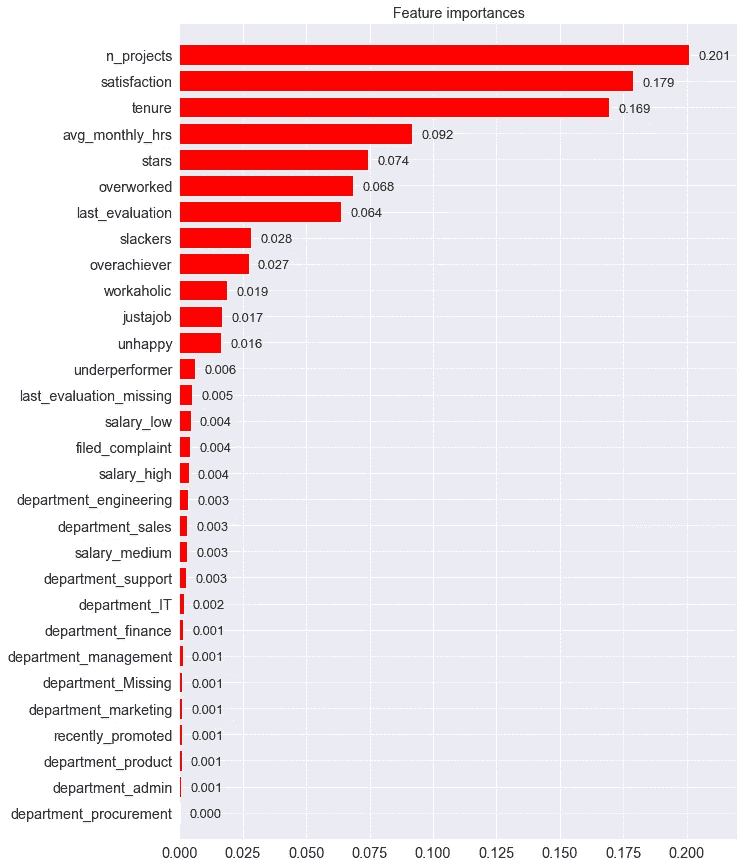 Feature importances
n_projects 0.201
satisfaction 0.179
tenure 0.169
avg_monthly_hrs 0.092
stars 0.074
overworked 0.068
last_evaluation 0.064
slackers 0.028
overachiever 0.027
workaholic 0.019
justajob 0.017
unhappy 0.016
underperformer 0.006
last_evaluation_missing 0.005
salary_low 0.004
filed_complaint 0.004
salary_high 0.004
department_engineering 0.003
department_sales 0.003
salary_medium 0.003
department_support 0.003
department_IT 0.002
department_finance 0.001
department_management 0.001
department_Missing 0.001
department_marketing 0.001
recently_promoted 0.001
department_product 0.001
department_admin 0.001
department_procurement 0.000
0.000 0.025 0.050 0.075 0.100 0.125 0.150 0.175 0.200